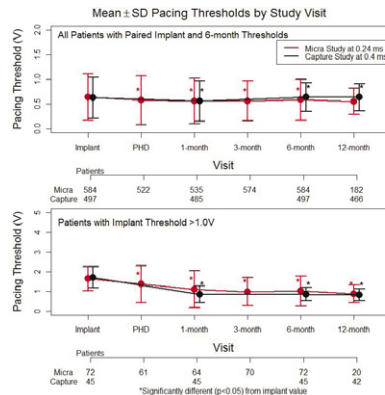 Mean±SD Pacing Thresholds by Study Visit
All Patients with Paired Implant and 6-month Thresholds
Micra Study at 0.24 ms
Capture Study at 0.4 ms
Pacing Threshold (V)
2.0
1.5
1.0
0.5
0.0
* * * * * * *
Implant PHD 1-month 3-month 6-month 12-month
Visit
Patients
Micra 584 522 535 574 584 182
Capture 497 485 497 466
Patients with Implant Threshold >1.0V
Pacing Threshold (V)
5
4
3
2
1
0
* * * * * * * *
Implant PHD 1-month 3-month 6-month 12-month
Visit
Patients
Micra 72 61 64 70 72 20
Capture 45 45 45 42
*Significantly different (p<0.05) from implant value